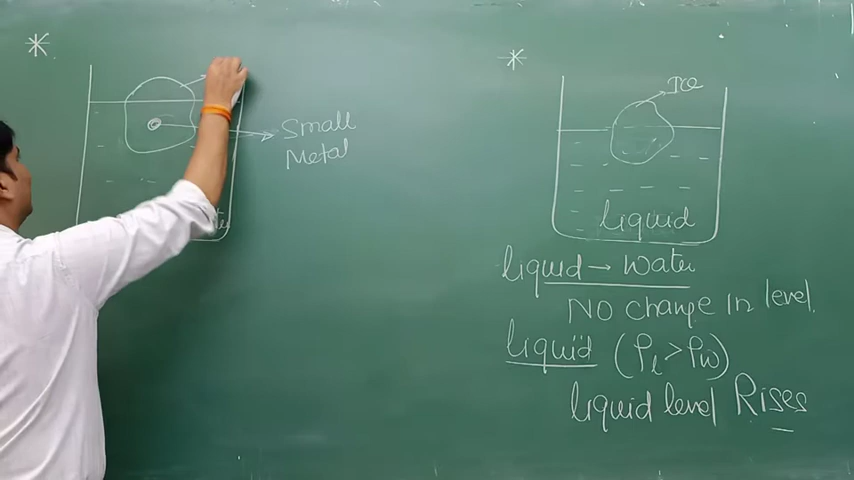 *
Small
Metal
*
Ice
liquid
liquid → Water
NO change in level.
liquid (ρl > ρw)
liquid level Rises